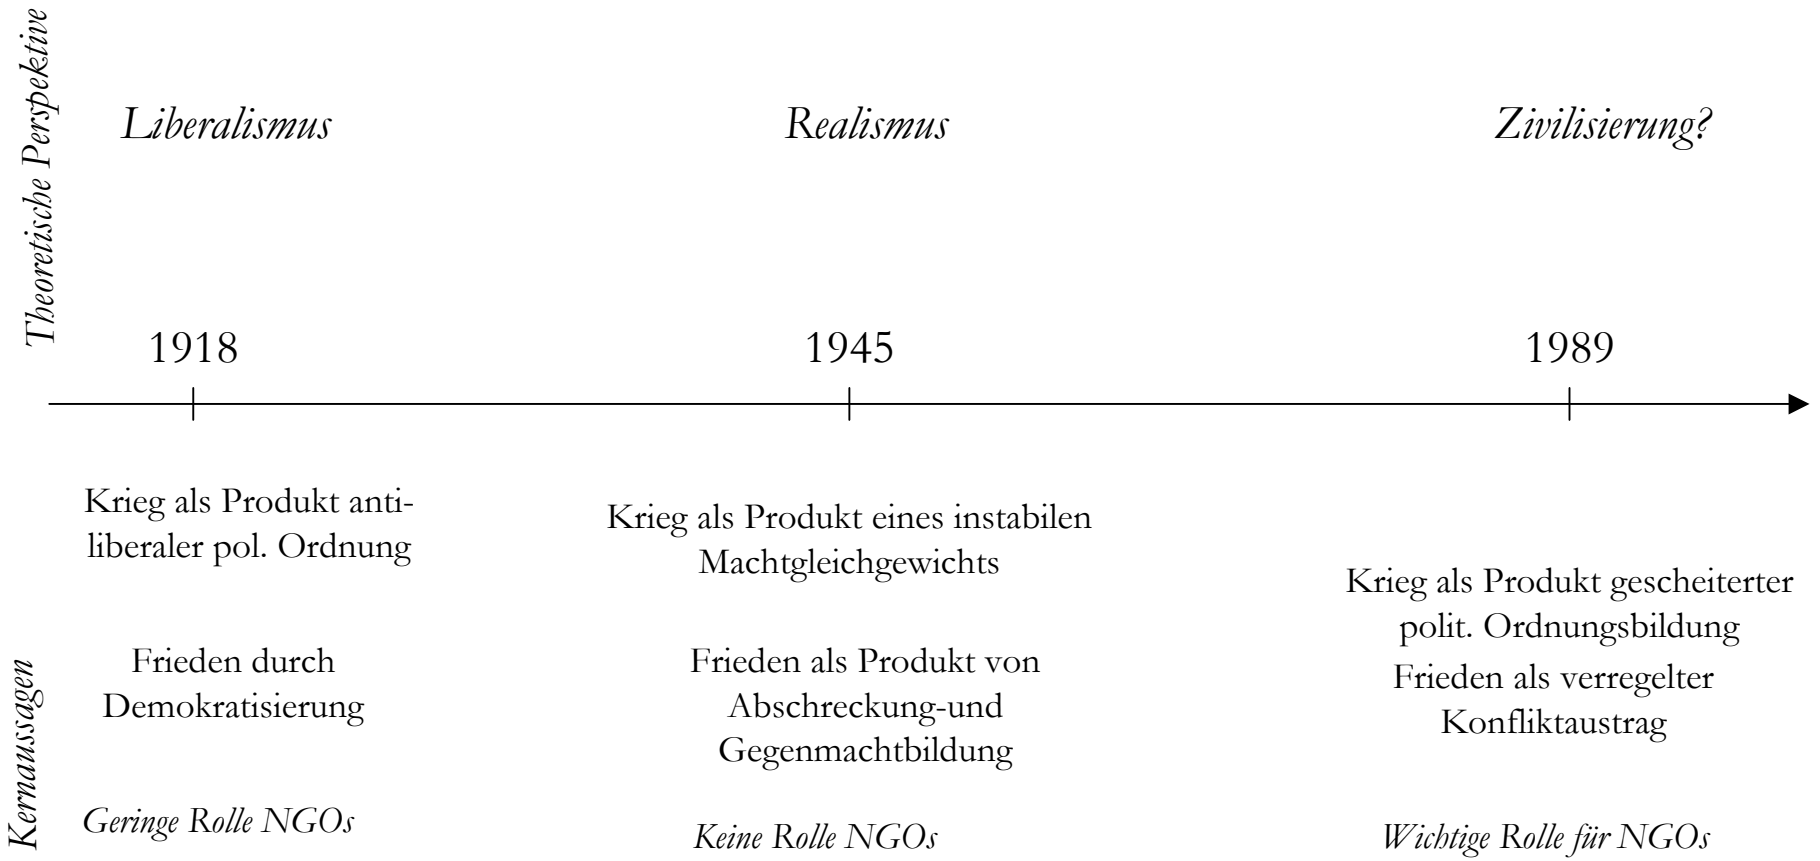 Theoretische Perspektive
Liberalismus
Realismus
Zivilisierung?
1918
1945
1989
Kernaussagen
Krieg als Produkt anti-
liberaler pol. Ordnung
Frieden durch
Demokratisierung
Geringe Rolle NGOs
Krieg als Produkt eines instabilen
Machtgleichgewichts
Frieden als Produkt von
Abschreckung-und
Gegenmachtbildung
Keine Rolle NGOs
Krieg als Produkt gescheiterter
polit. Ordnungsbildung
Frieden als verregelter
Konfliktaustrag
Wichtige Rolle für NGOs